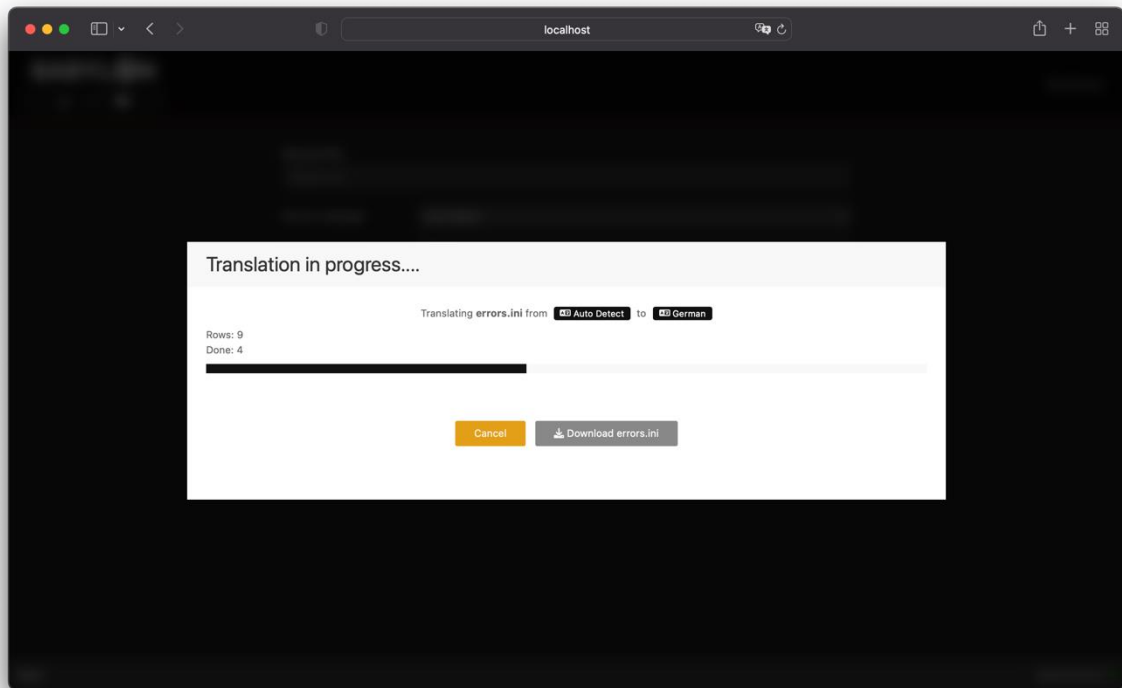 localhost
Translation in progress....
Translating errors.ini from Auto Detect to German
Rows: 9
Done: 4
Cancel
Download errors.ini